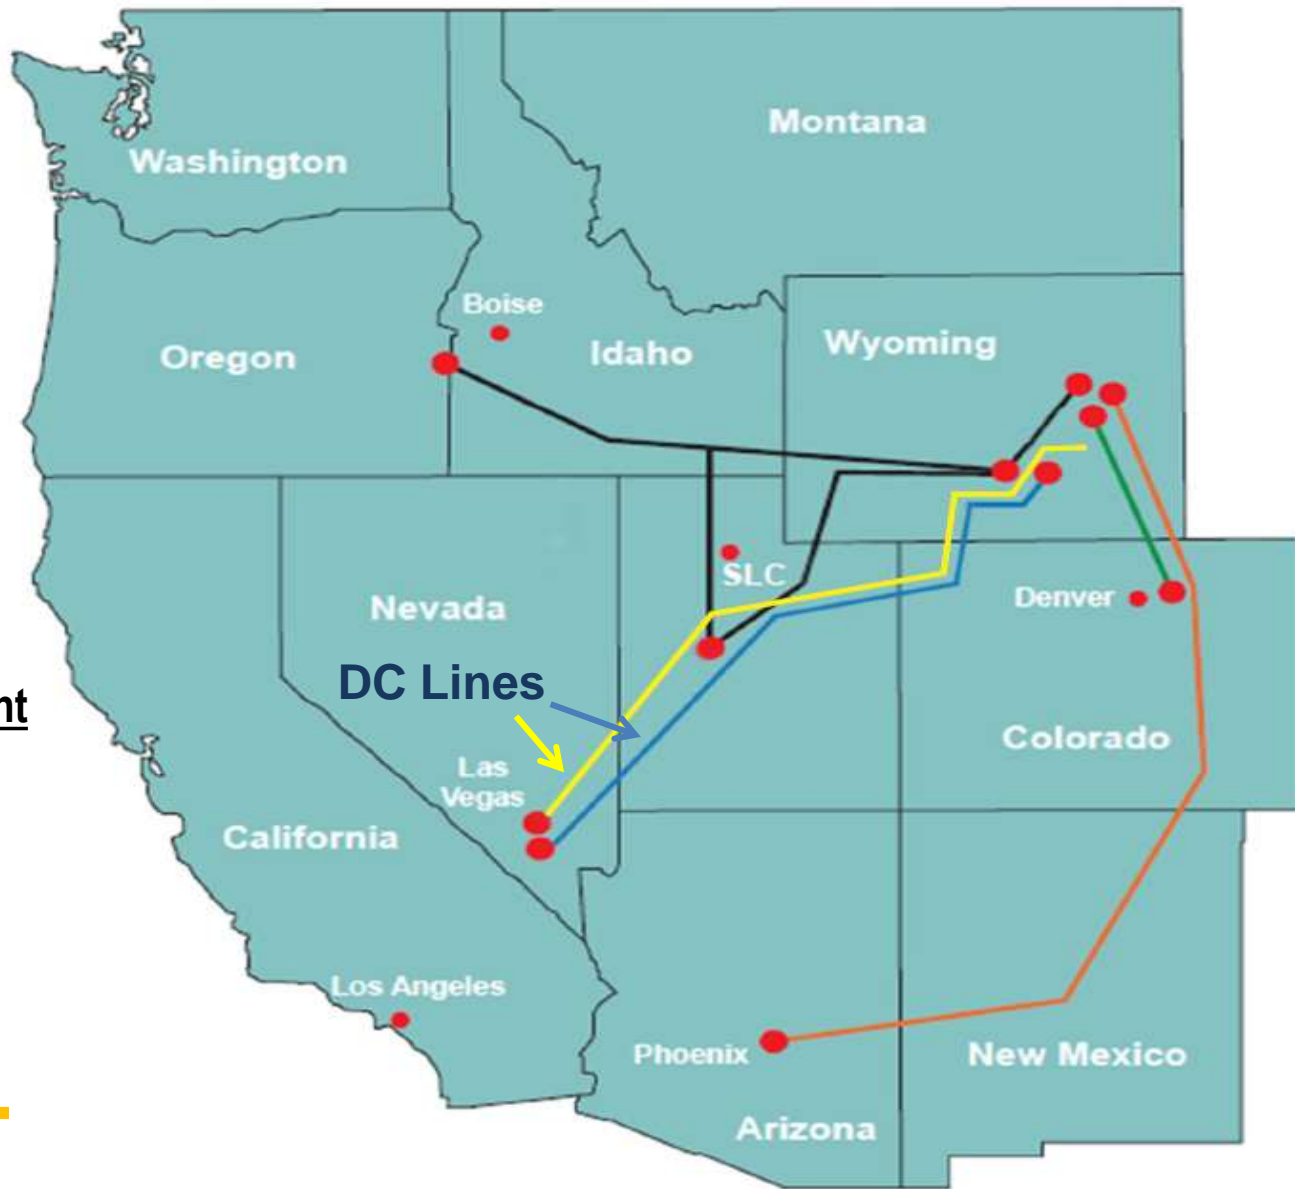 Montana
Washington
Boise
Oregon
Idaho
Wyoming
SLC
Denver
Nevada
DC Lines
nt
Colorado
Las
Vegas
California
Los Angeles
Phoenix
New Mexico
Arizona